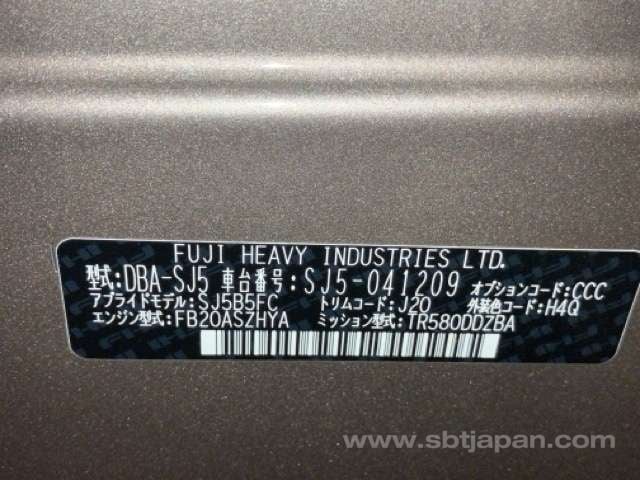 FUJI HEAVY INDUSTRIES LTD.
型式:DBA-SJ5 車台番号:SJ5-041209 オプションコード:CCC
アプライドモデル:SJ5B5FC トリムコード:J20 外装色コード:H4Q
エンジン型式:FB20ASZHYA ミッション型式:TR580DDZBA
www.sbtjapan.com